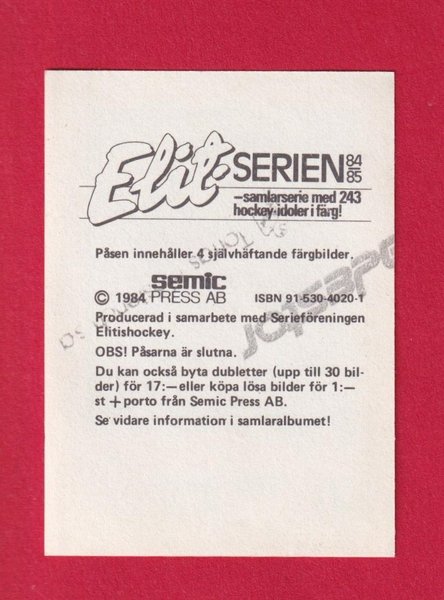 Elit-SERIEN 84
85
–samlarserie med 243
hockey-idoler i färg!
Påsen innehåller 4 självhäftande färgbilder.
semic
© 1984 PRESS AB ISBN 91-530-4020-1
Producerad i samarbete med Serieföreningen
Elitishockey.
OBS! Påsarna är slutna.
Du kan också byta dubletter (upp till 30 bil-
der) för 17:— eller köpa lösa bilder för 1:—
st + porto från Semic Press AB.
Se vidare information i samlaralbumet!